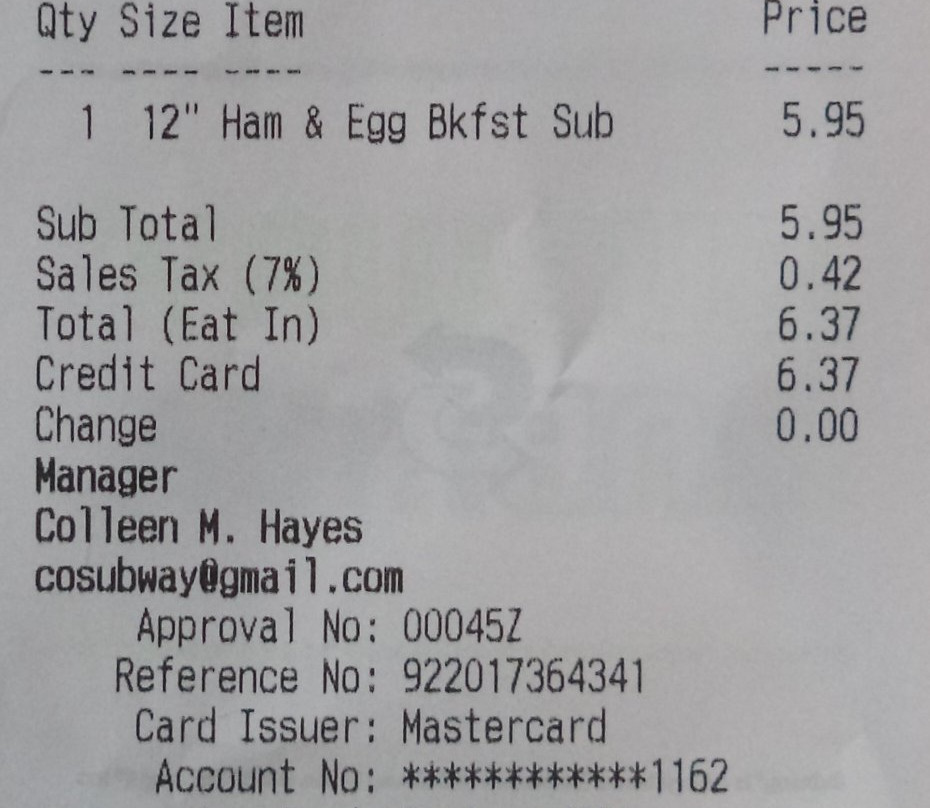 Qty Size Item Price
--- ---- ---- -----
1 12" Ham & Egg Bkfst Sub 5.95
Sub Total 5.95
Sales Tax (7%) 0.42
Total (Eat In) 6.37
Credit Card 6.37
Change 0.00
Manager
Colleen M. Hayes
cosubway@gmail.com
Approval No: 00045Z
Reference No: 922017364341
Card Issuer: Mastercard
Account No: ************1162